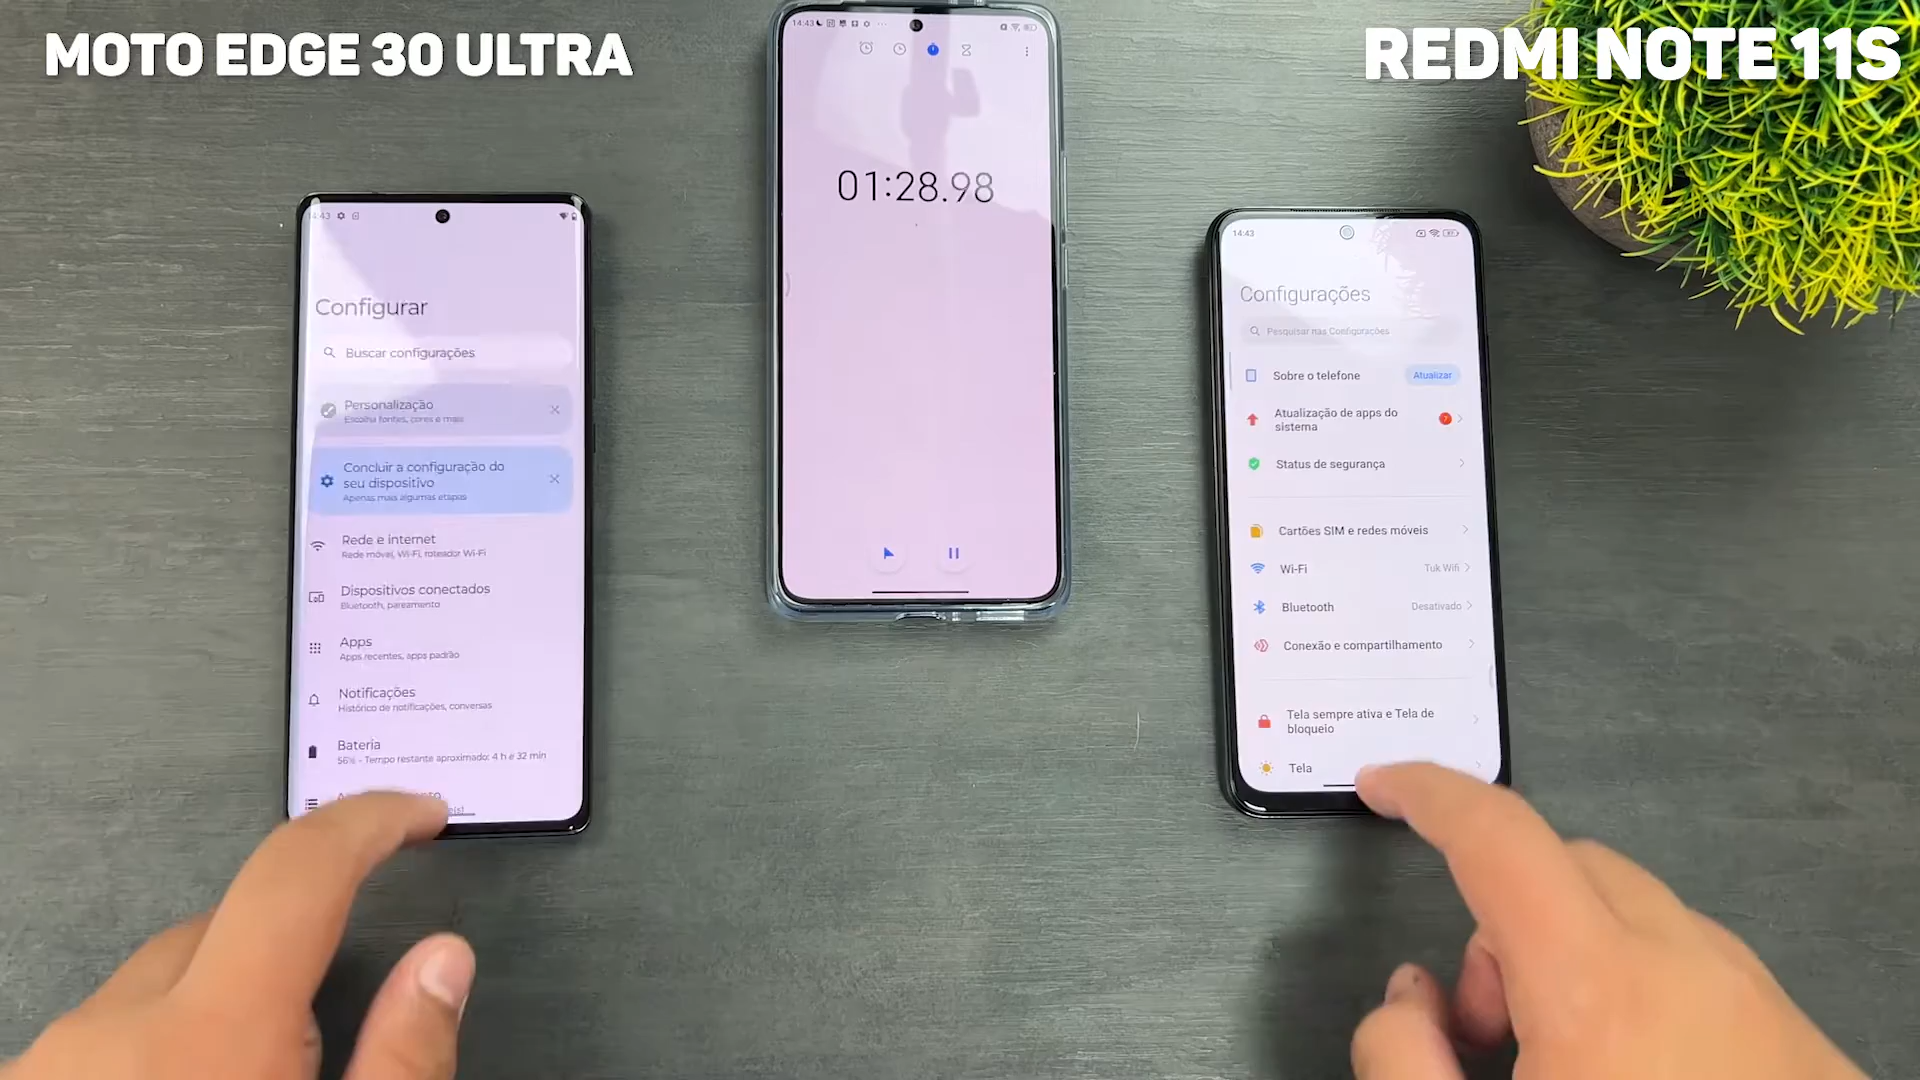 MOTO EDGE 30 ULTRA
REDMI NOTE 11S
14:43
01:28.98
Configurar
Buscar configurações
Personalização
Escolha fontes, cores e mais
Concluir a configuração do
seu dispositivo
Apenas mais algumas etapas
Rede e internet
Rede móvel, Wi-Fi, roteador Wi-Fi
Dispositivos conectados
Bluetooth, pareamento
Apps
Apps recentes, apps padrão
Notificações
Histórico de notificações, conversas
Bateria
56% - Tempo restante aproximado: 4 h e 32 min
14:43
Configurações
Pesquisar nas Configurações
Sobre o telefone
Atualizar
Atualização de apps do
sistema
7
Status de segurança
Cartões SIM e redes móveis
Wi-Fi
Tuk Wifi
Bluetooth
Desativado
Conexão e compartilhamento
Tela sempre ativa e Tela de
bloqueio
Tela